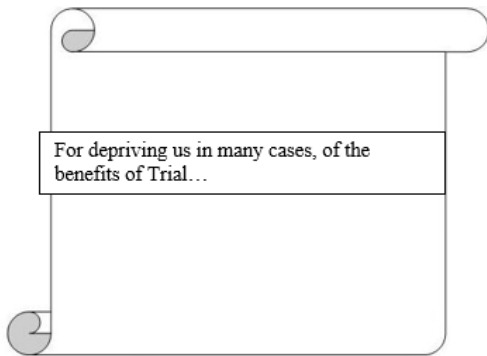 For depriving us in many cases, of the
benefits of Trial…